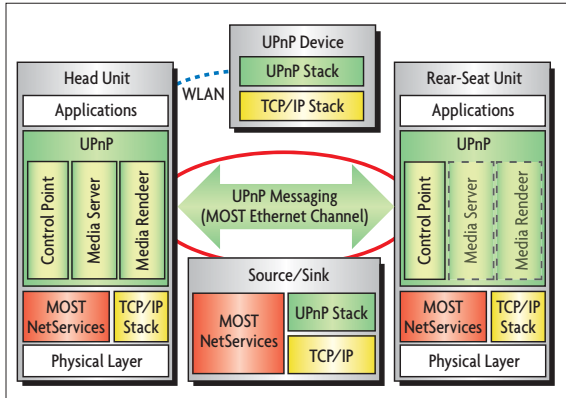 UPnP Device
UPnP Stack
TCP/IP Stack
WLAN
Head Unit
Applications
UPnP
Control Point
Media Server
Media Rendeer
MOST
NetServices
TCP/IP
Stack
Physical Layer
UPnP Messaging
(MOST Ethernet Channel)
Source/Sink
MOST
NetServices
UPnP Stack
TCP/IP
Rear-Seat Unit
Applications
UPnP
Control Point
Media Server
Media Rendeer
MOST
NetServices
TCP/IP
Stack
Physical Layer